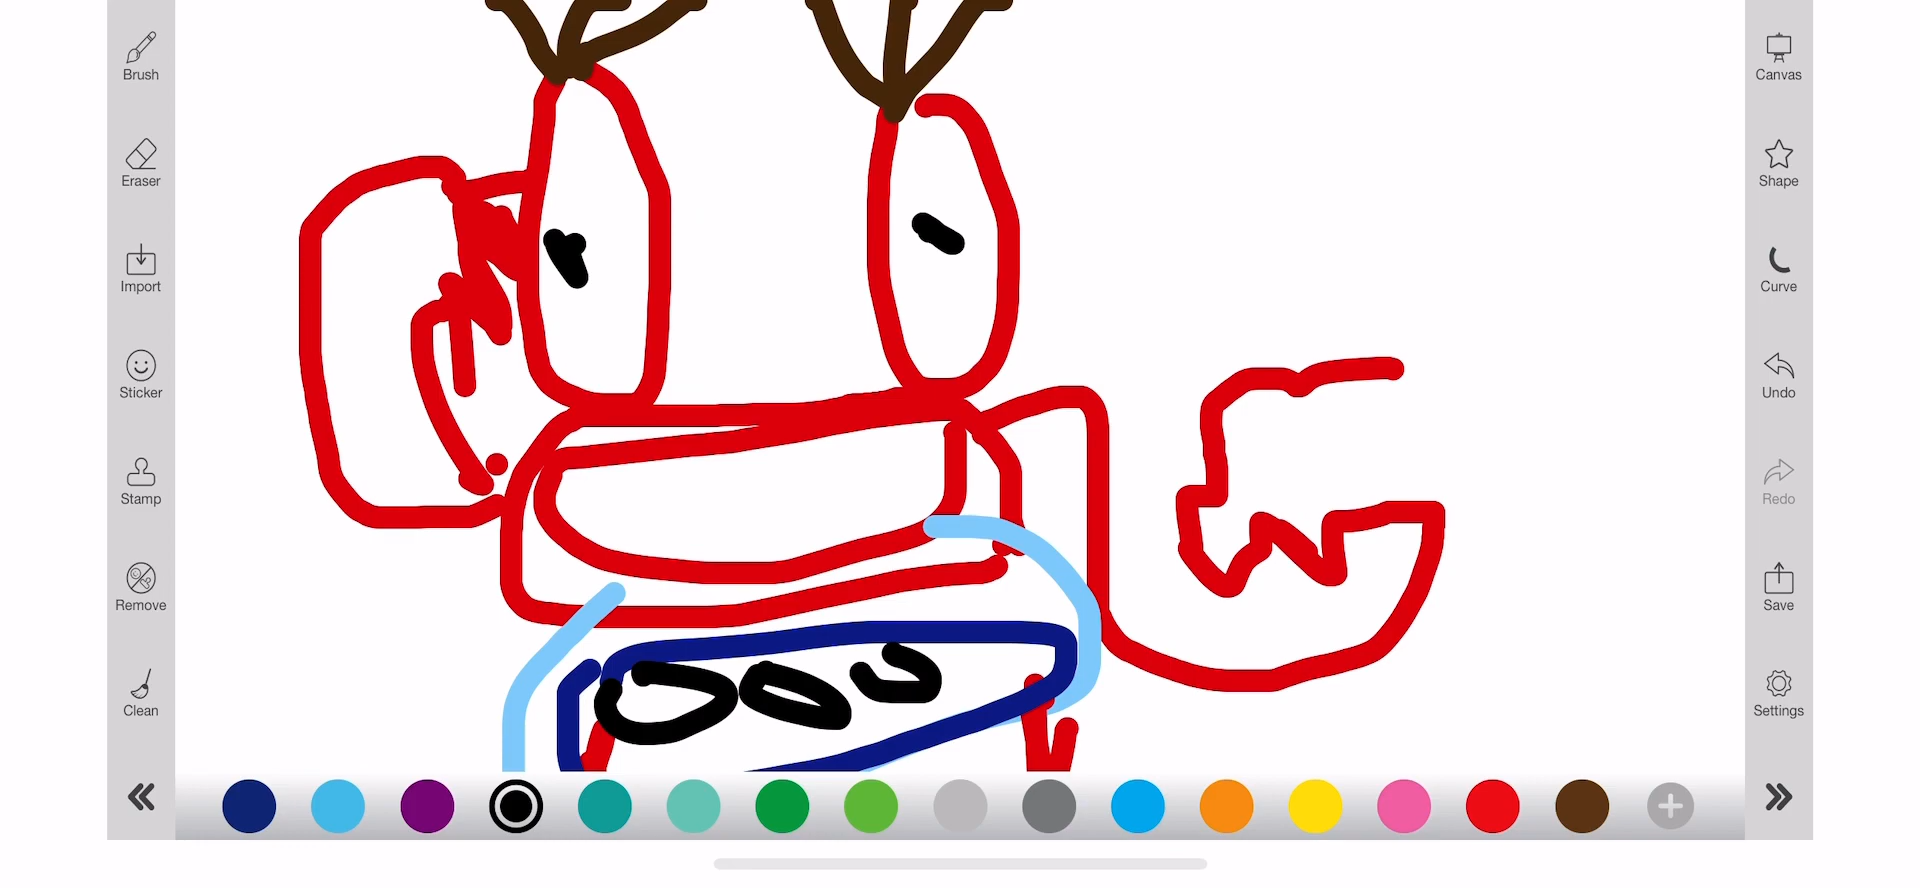 Brush
Eraser
Import
Sticker
Stamp
Remove
Clean
Canvas
Shape
Curve
Undo
Redo
Save
Settings